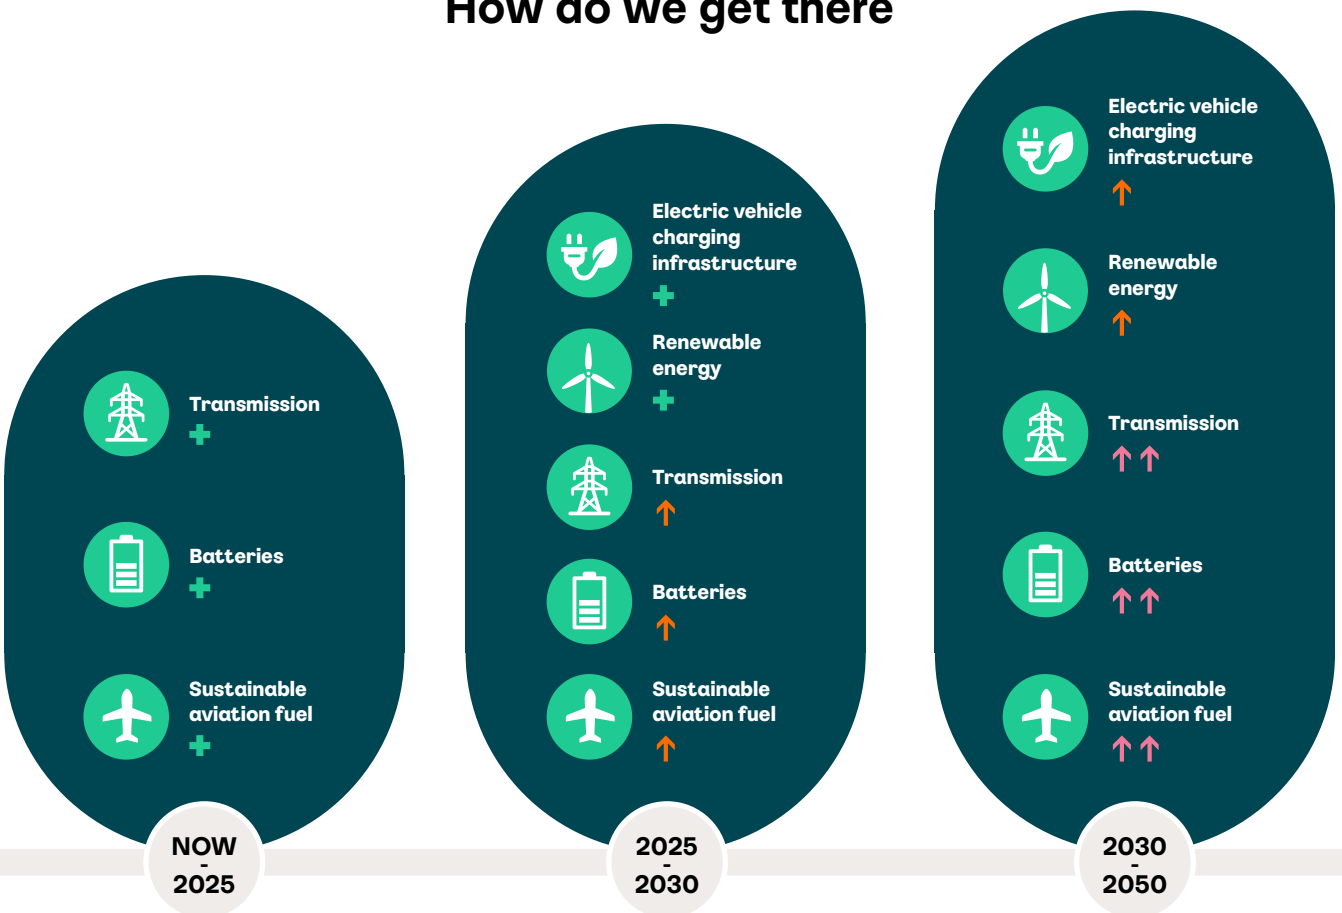 How do we get there
Transmission
Batteries
Sustainable
aviation fuel
NOW
-
2025
Electric vehicle
charging
infrastructure
Renewable
energy
Transmission
Batteries
Sustainable
aviation fuel
2025
-
2030
Electric vehicle
charging
infrastructure
Renewable
energy
Transmission
Batteries
Sustainable
aviation fuel
2030
-
2050